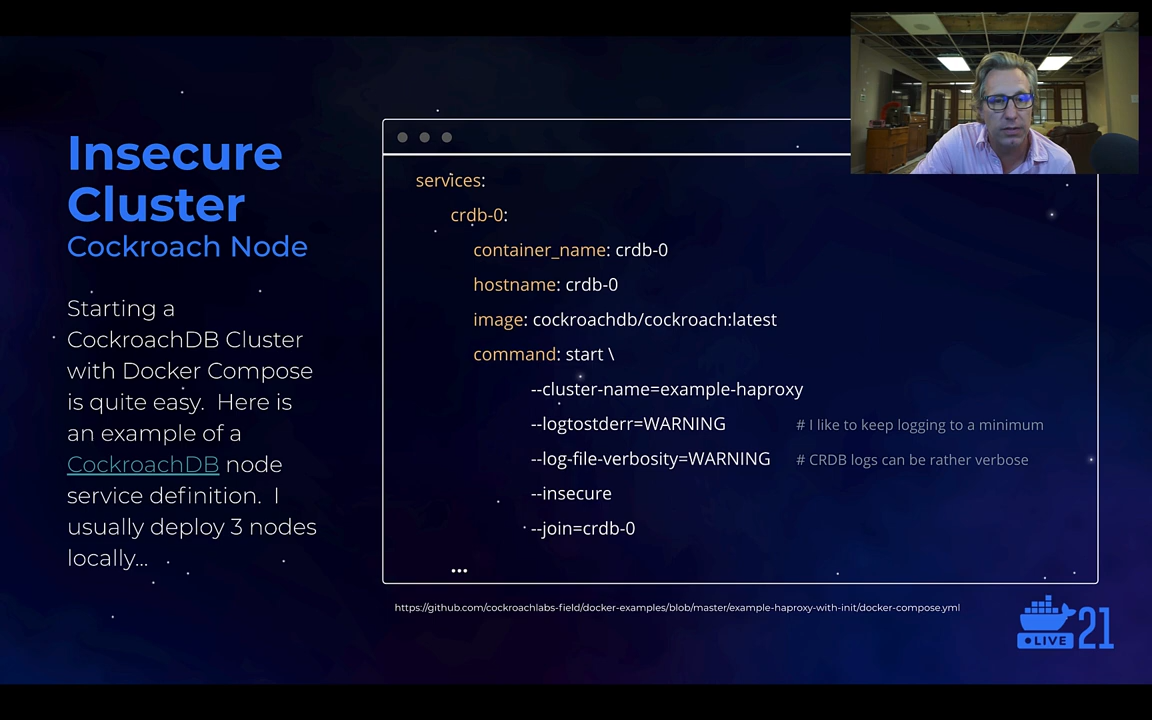 Insecure
Cluster
Cockroach Node
Starting a
CockroachDB Cluster
with Docker Compose
is quite easy.  Here is
an example of a
CockroachDB node
service definition.  I
usually deploy 3 nodes
locally...
services:
crdb-0:
container_name: crdb-0
hostname: crdb-0
image: cockroachdb/cockroach:latest
command: start \
--cluster-name=example-haproxy
--logtostderr=WARNING # I like to keep logging to a minimum
--log-file-verbosity=WARNING # CRDB logs can be rather verbose
--insecure
--join=crdb-0
...
https://github.com/cockroachlabs-field/docker-examples/blob/master/example-haproxy-with-init/docker-compose.yml
LIVE 21